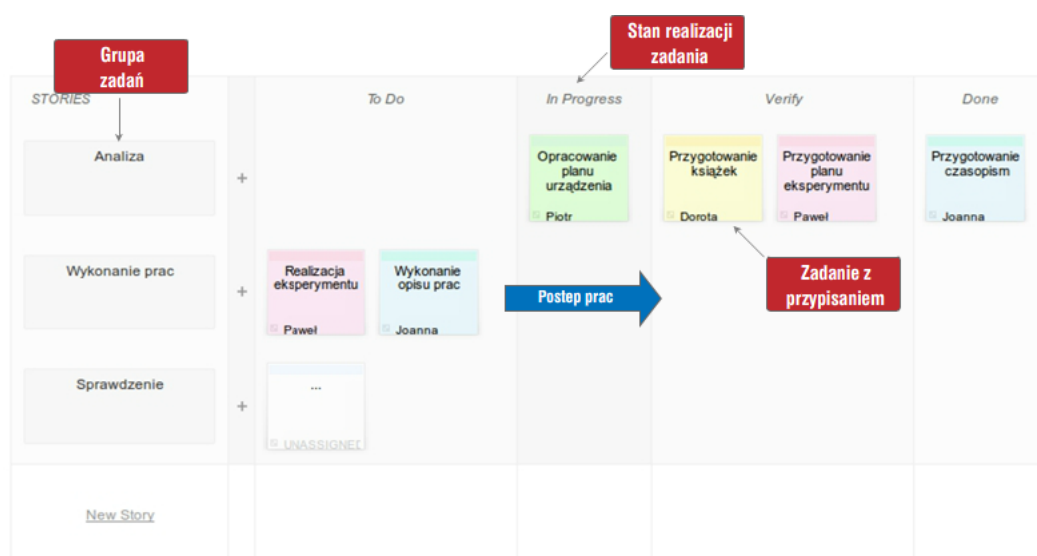 Stan realizacji
zadania
Grupa
zadań
STORIES
To Do
In Progress
Verify
Done
Analiza
+
Opracowanie
planu
urządzenia
Piotr
Przygotowanie
książek
Dorota
Przygotowanie
planu
eksperymentu
Paweł
Przygotowanie
czasopism
Joanna
Wykonanie prac
+
Realizacja
eksperymentu
Paweł
Wykonanie
opisu prac
Joanna
Postep prac
Zadanie z
przypisaniem
Sprawdzenie
+
...
UNASSIGNED
New Story